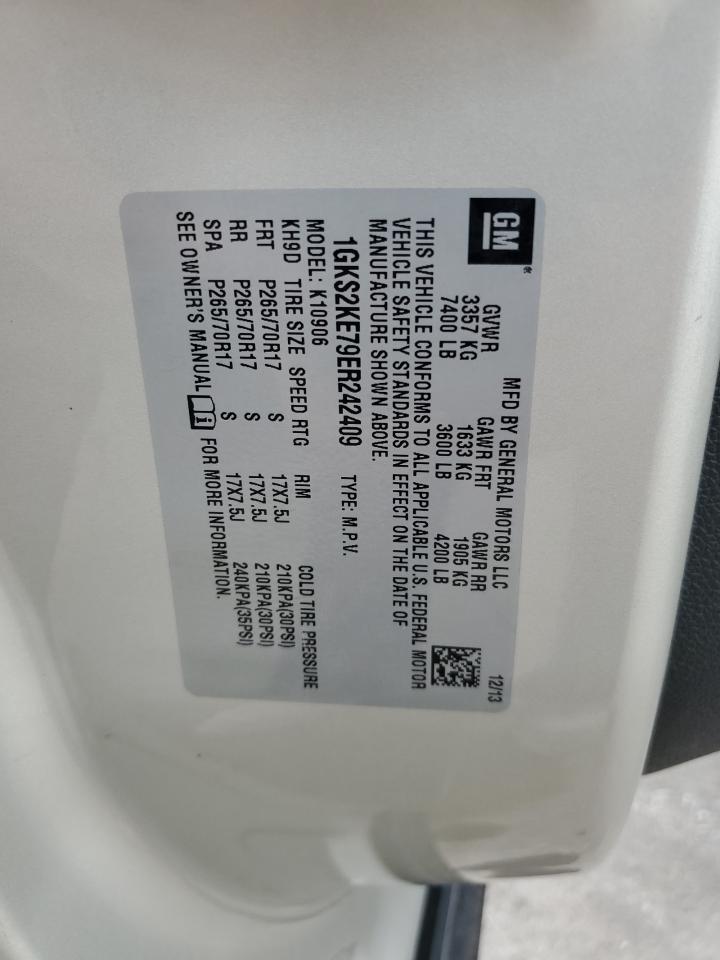 GM
MFD BY GENERAL MOTORS LLC 12/13
GVWR GAWR FRT GAWR RR
3357 KG 1633 KG 1905 KG
7400 LB 3600 LB 4200 LB
THIS VEHICLE CONFORMS TO ALL APPLICABLE U.S. FEDERAL MOTOR
VEHICLE SAFETY STANDARDS IN EFFECT ON THE DATE OF
MANUFACTURE SHOWN ABOVE.
1GKS2KE79ER242409 TYPE: M.P.V.
MODEL: K10906
KH9D TIRE SIZE SPEED RTG RIM COLD TIRE PRESSURE
FRT P265/70R17 S 17X7.5J 210KPA(30PSI)
RR P265/70R17 S 17X7.5J 210KPA(30PSI)
SPA P265/70R17 S 17X7.5J 240KPA(35PSI)
SEE OWNER'S MANUAL i FOR MORE INFORMATION.